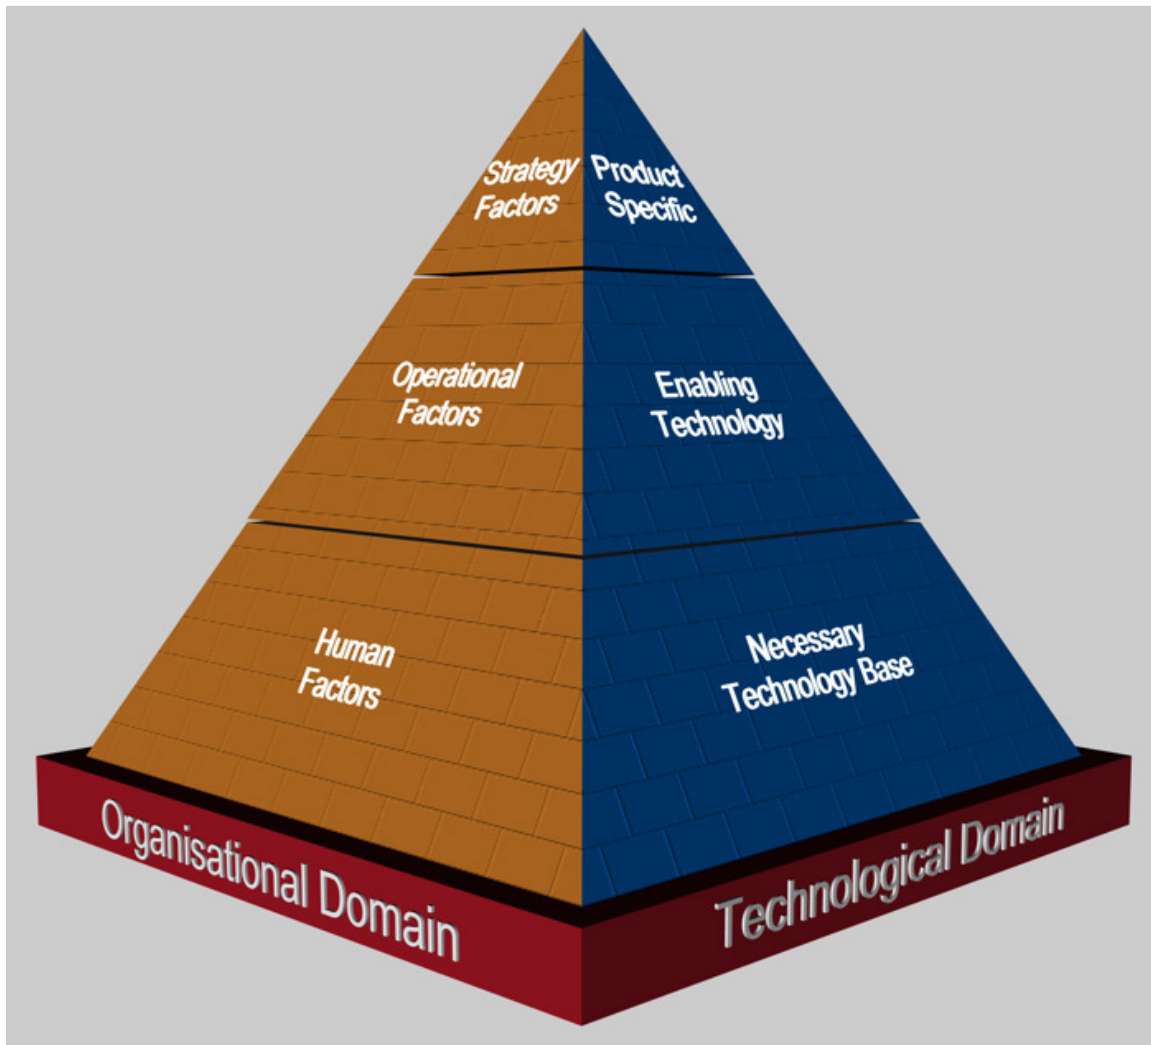 Strategy
Factors
Product
Specific
Operational
Factors
Enabling
Technology
Human
Factors
Necessary
Technology Base
Organisational Domain
Technological Domain